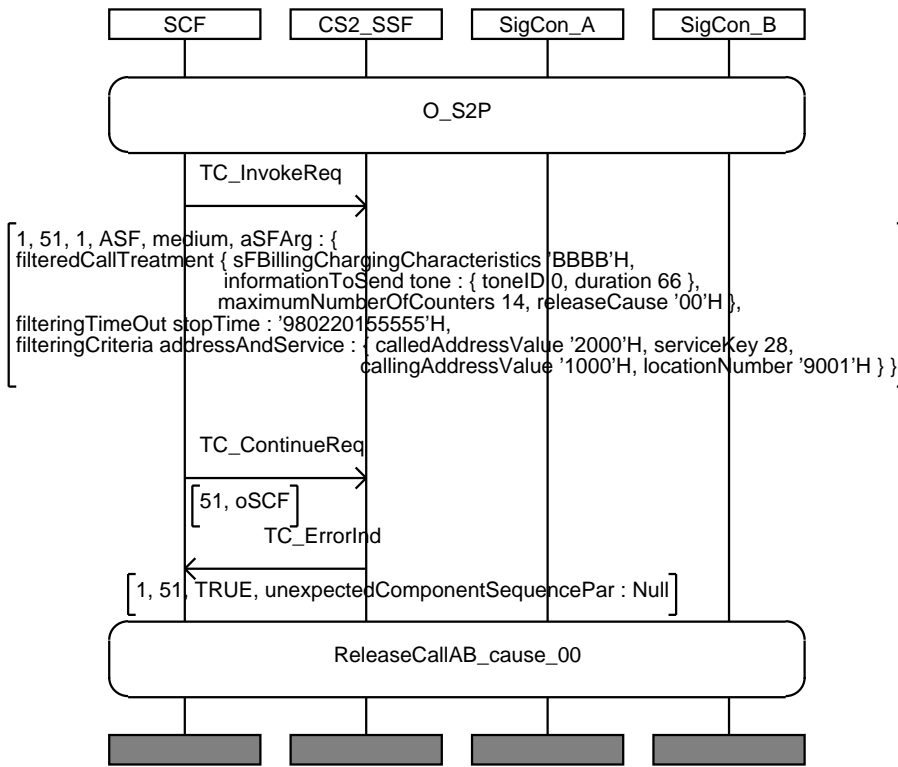 SCF CS2_SSF SigCon_A SigCon_B
O_S2P
TC_InvokeReq
1, 51, 1, ASF, medium, aSFArg : {
filteredCallTreatment { sFBillingChargingCharacteristics 'BBBB'H,
informationToSend tone : { toneID 0, duration 66 },
maximumNumberOfCounters 14, releaseCause '00'H },
filteringTimeOut stopTime : '980220155555'H,
filteringCriteria addressAndService : { calledAddressValue '2000'H, serviceKey 28,
callingAddressValue '1000'H, locationNumber '9001'H } }
TC_ContinueReq
51, oSCF
TC_ErrorInd
1, 51, TRUE, unexpectedComponentSequencePar : Null
ReleaseCallAB_cause_00